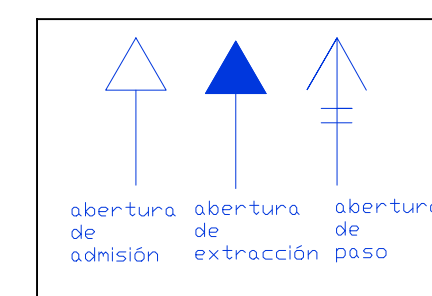 abertura
de
admisión
abertura
de
extracción
abertura
de
paso